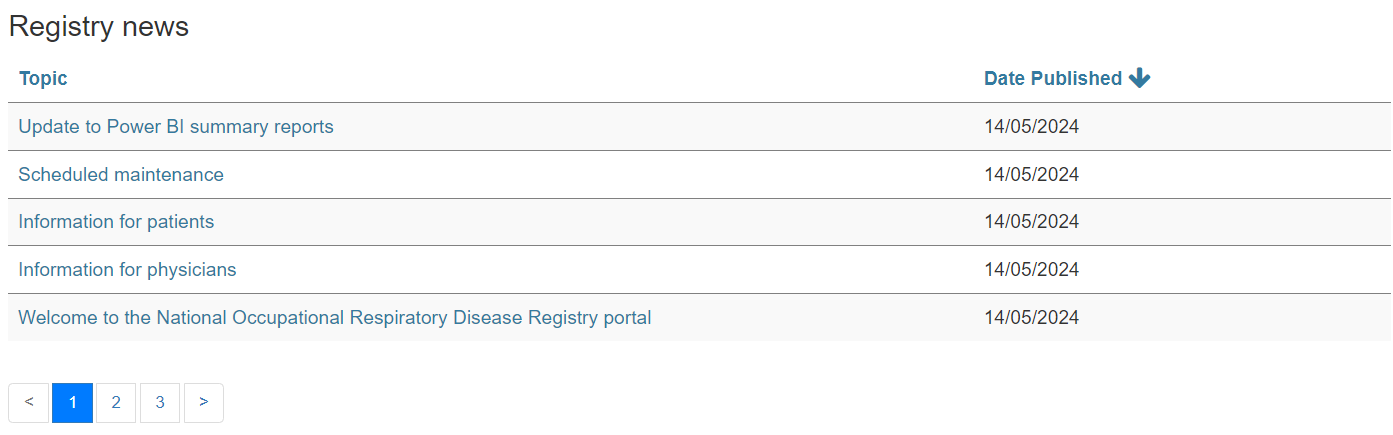 Registry news
Topic Date Published
Update to Power BI summary reports 14/05/2024
Scheduled maintenance 14/05/2024
Information for patients 14/05/2024
Information for physicians 14/05/2024
Welcome to the National Occupational Respiratory Disease Registry portal 14/05/2024
< 1 2 3 >